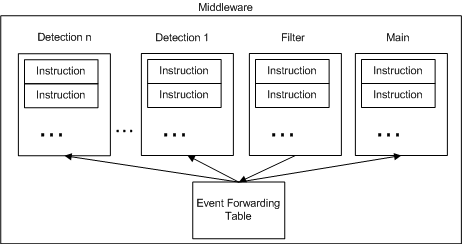 Middleware
Detection n
Detection 1
Filter
Main
Instruction
Instruction
...
...
Instruction
Instruction
...
Instruction
Instruction
...
Instruction
Instruction
...
Event Forwarding
Table